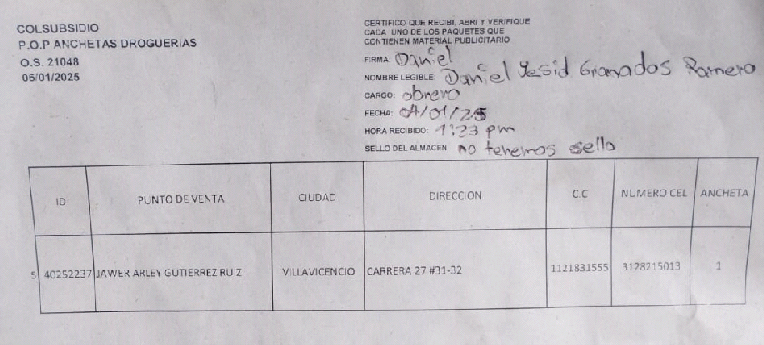 COLSUBSIDIO
P.O.P ANCHETAS DROGUERIAS
O.S. 21048
06/01/2025
CERTIFICO QUE RECIBI, ABRI Y VERIFIQUE
CADA UNO DE LOS PAQUETES QUE
CONTIENEN MATERIAL PUBLICITARIO
FIRMA: Daniel
NOMBRE LEGIBLE: Daniel Yesid Granados Romero
CARGO: obrero
FECHA: 04/01/25
HORA RECIBIDO: 1:33 pm
SELLO DEL ALMACEN: no tenemos sello
ID PUNTO DE VENTA CIUDAD DIRECCION C.C NUMERO CEL ANCHETA
5 40252237 JAWER ARLEY GUTIERREZ RUIZ VILLAVICENCIO CARRERA 27 #31-32 1121831555 3128215013 1